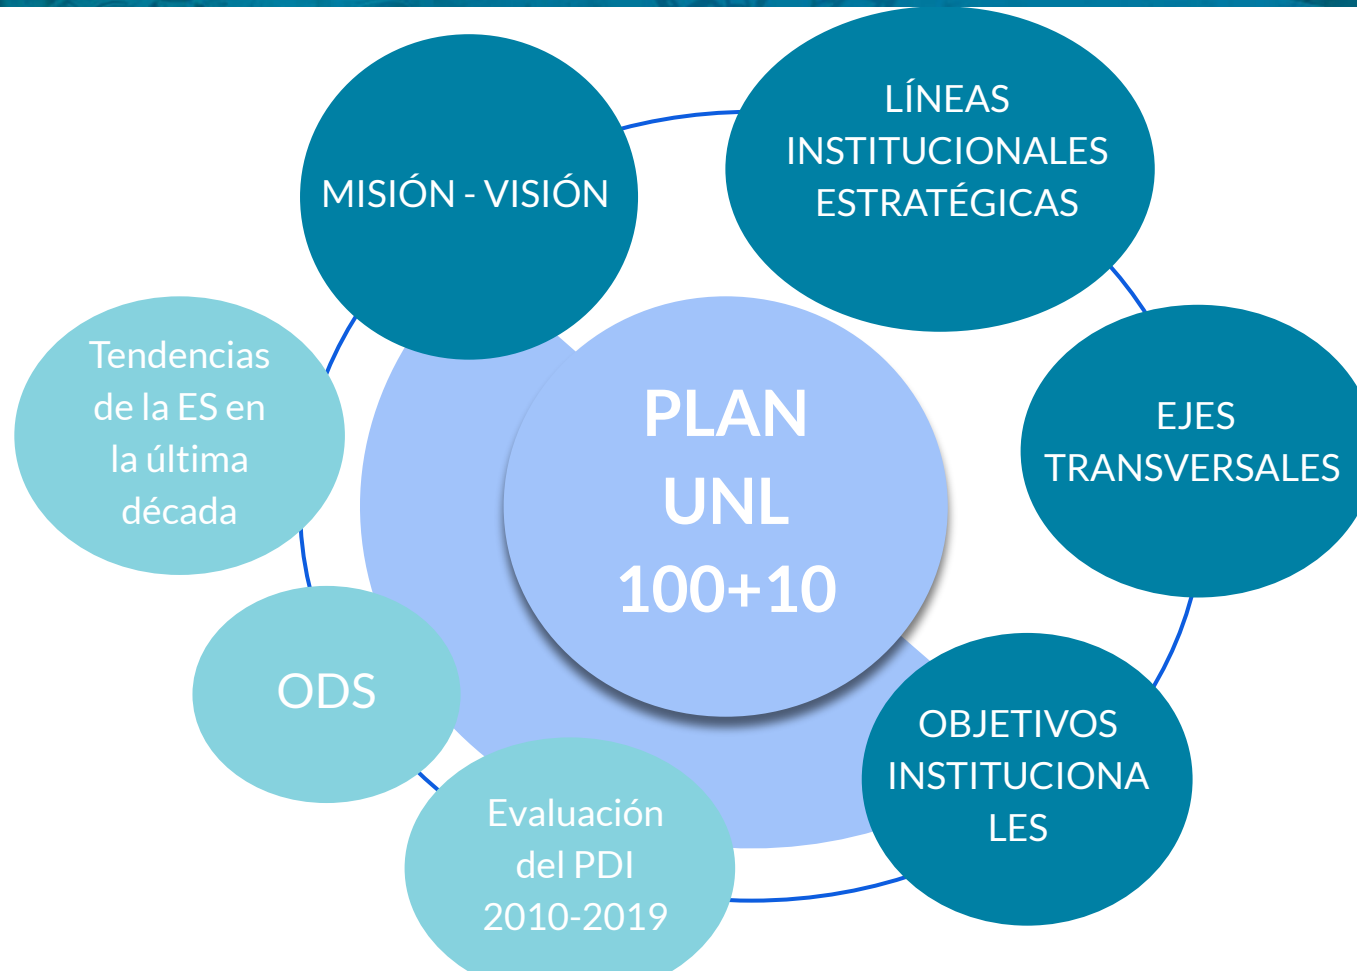 MISIÓN - VISIÓN
LÍNEAS
INSTITUCIONALES
ESTRATÉGICAS
EJES
TRANSVERSALES
OBJETIVOS
INSTITUCIONA
LES
Evaluación
del PDI
2010-2019
ODS
Tendencias
de la ES en
la última
década
PLAN
UNL
100+10